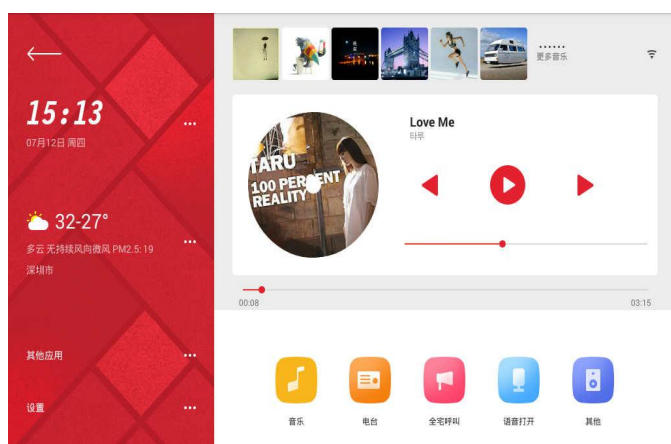 15:13
07月12日 周四
32-27°
多云 无持续风向微风 PM2.5: 19
深圳市
其他应用
设置
更多音乐
Love Me
타루
TARU
100 PERCENT
REALITY
00:08
03:15
音乐
电台
全宅呼叫
语音打开
其他